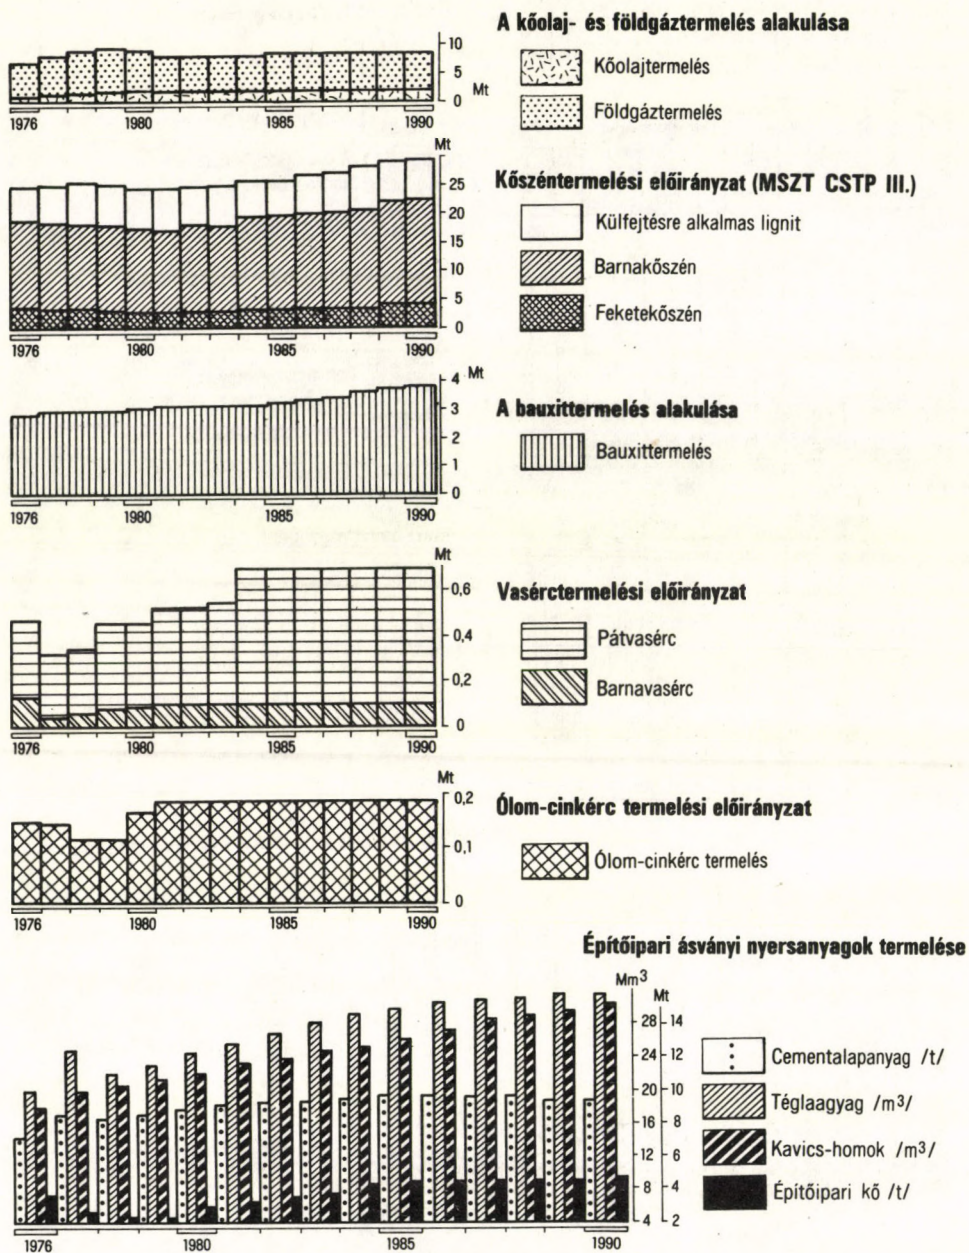 A kőolaj- és földgáztermelés alakulása
10
5
Mt
0
1976
1980
1985
1990
Kőolajtermelés
Földgáztermelés
Mt
25
20
15
10
5
0
1976
1980
1985
1990
Kőszéntermelési előirányzat (MSZT CSTP III.)
Külfejtésre alkalmas lignit
Barnakőszén
Feketekőszén
4 Mt
3
2
1
0
1976
1980
1985
1990
A bauxittermelés alakulása
Bauxittermelés
Mt
0,6
0,4
0,2
0
1976
1980
1985
1990
Vasérctermelési előirányzat
Pátvasérc
Barnavasérc
Mt
0,2
0,1
0
1976
1980
1985
1990
Ólom-cinkérc termelési előirányzat
Ólom-cinkérc termelés
Építőipari ásványi nyersanyagok termelése
Mm³ Mt
28 14
24 12
20 10
16 8
12 6
8 4
4 2
1976
1980
1985
1990
Cementalapanyag /t/
Téglaagyag /m³/
Kavics-homok /m³/
Építőipari kő /t/